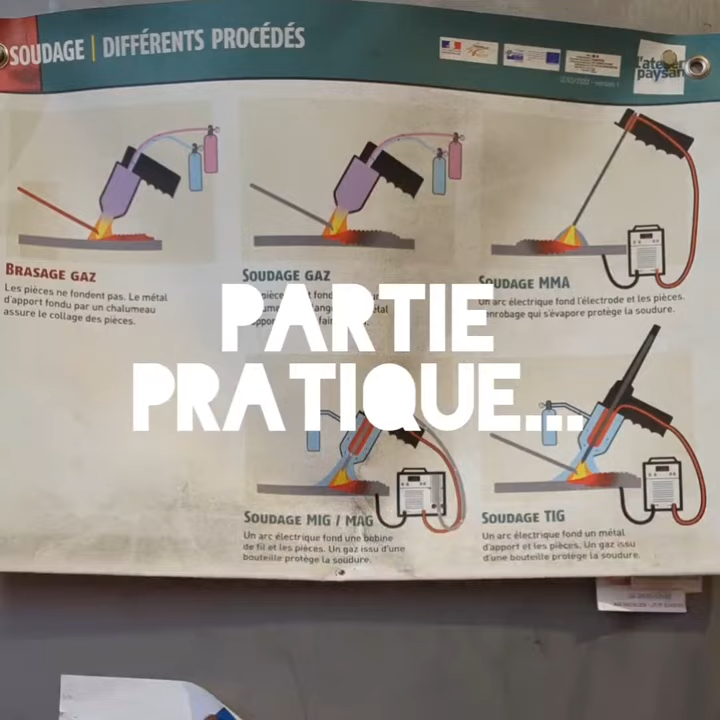 SOUDAGE | DIFFÉRENTS PROCÉDÉS
l'atelier
paysan
BRASAGE GAZ
Les pièces ne fondent pas. Le métal
d'apport fondu par un chalumeau
assure le collage des pièces.
SOUDAGE GAZ
SOUDAGE MMA
Un arc électrique fond l'électrode et les pièces.
enrobage qui s'évapore protège la soudure.
PARTIE
PRATIQUE...
SOUDAGE MIG / MAG
Un arc électrique fond une bobine
de fil et les pièces. Un gaz issu d'une
bouteille protège la soudure.
SOUDAGE TIG
Un arc électrique fond un métal
d'apport et les pièces. Un gaz issu
d'une bouteille protège la soudure.